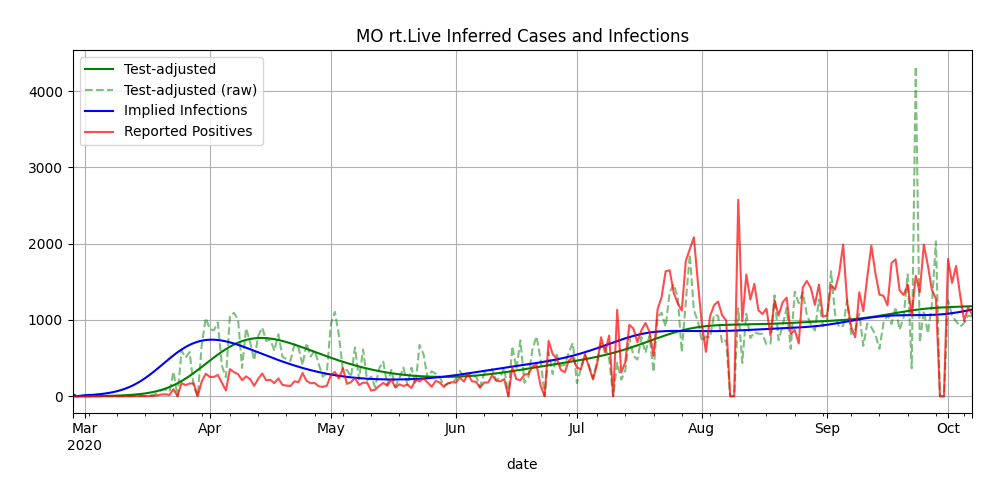 MO rt.Live Inferred Cases and Infections
Test-adjusted
Test-adjusted (raw)
Implied Infections
Reported Positives
4000
3000
2000
1000
0
Mar Apr May Jun Jul Aug Sep Oct
2020
date